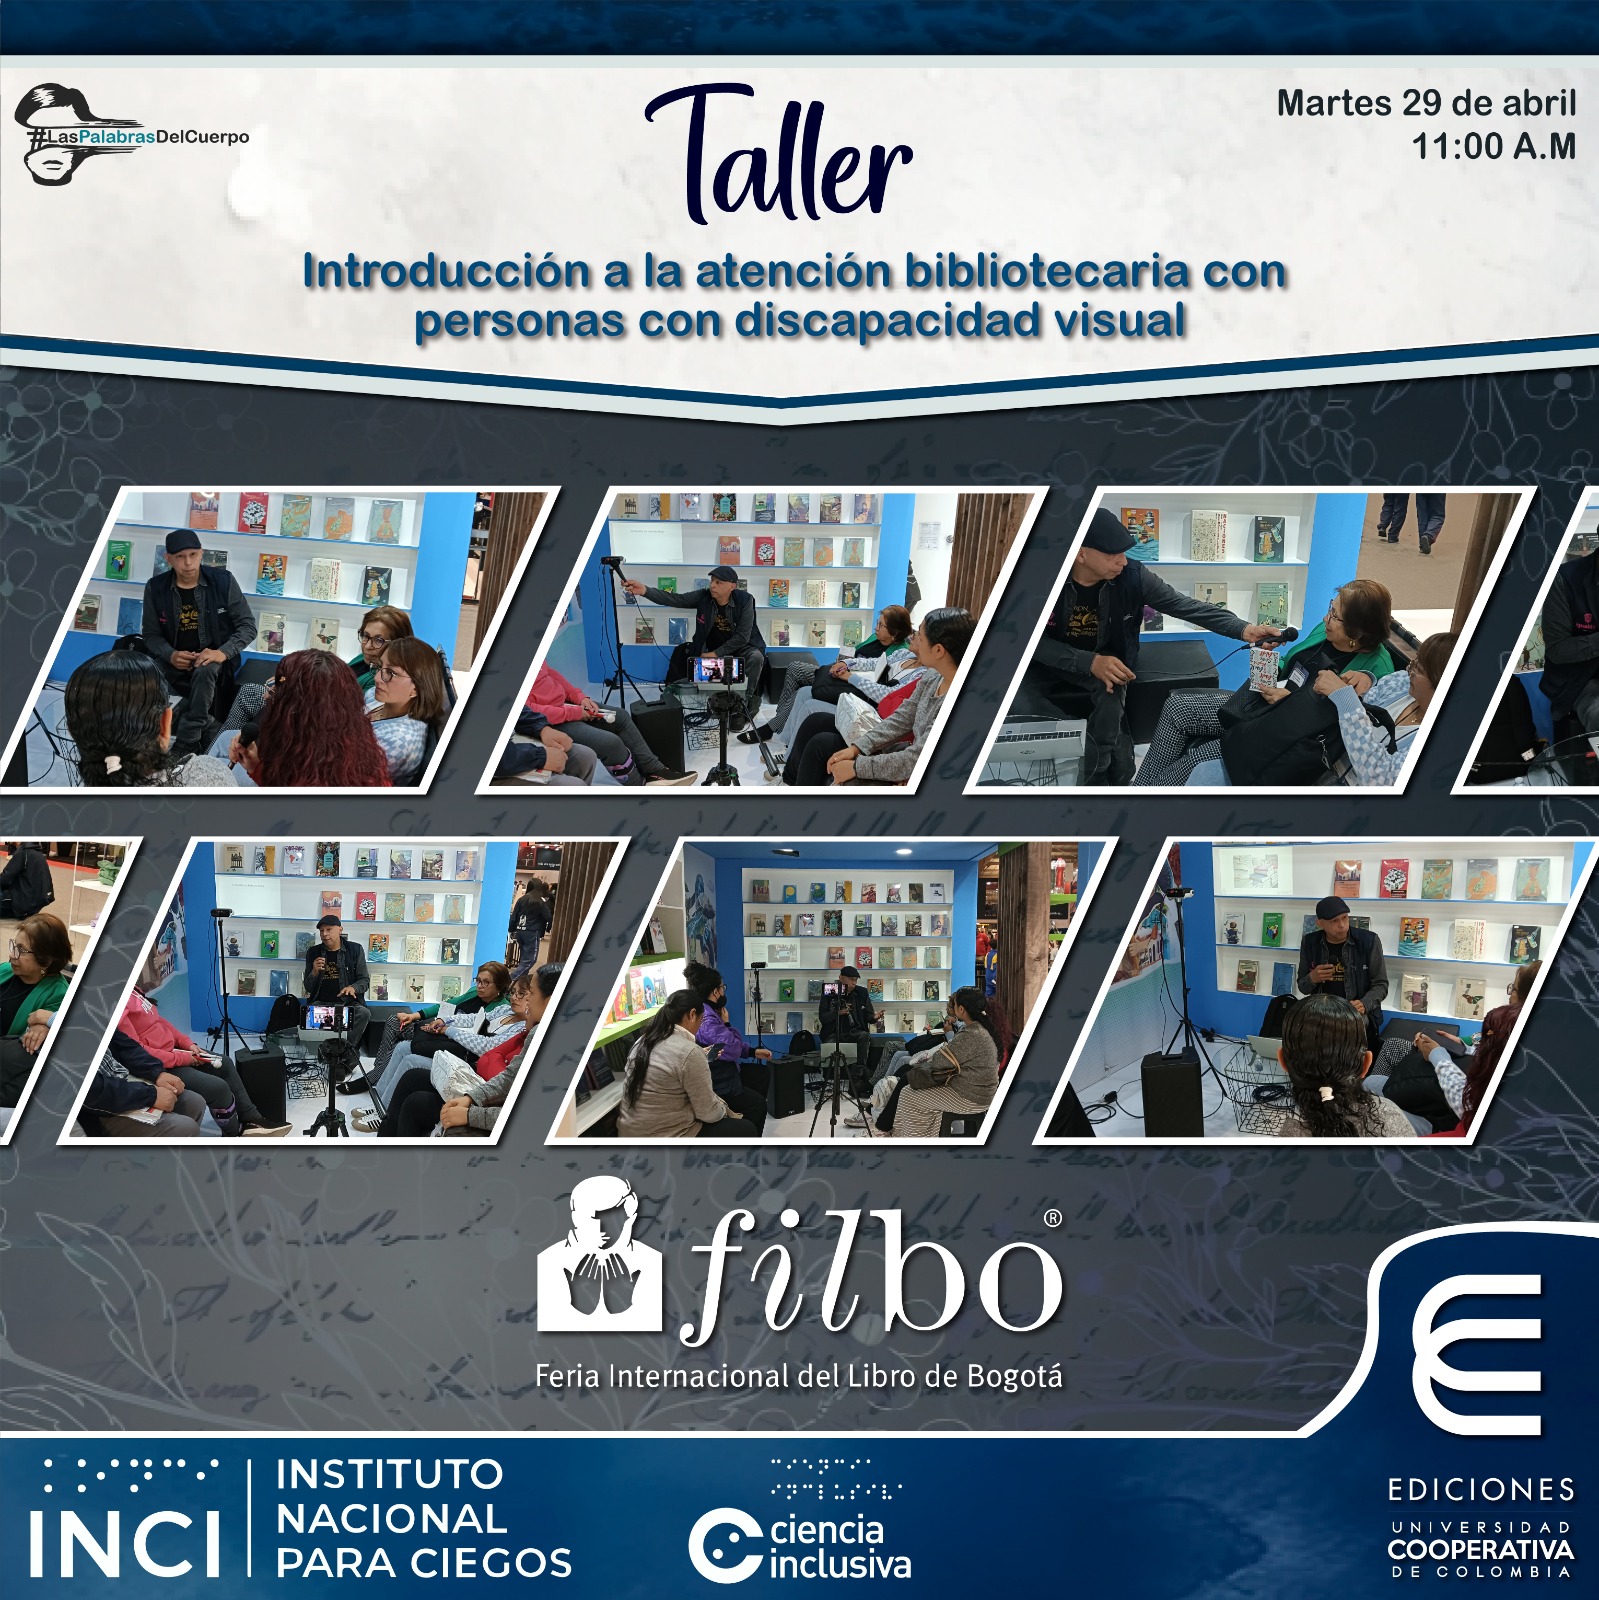 #LasPalabrasDelCuerpo
Taller
Martes 29 de abril
11:00 A.M
Introducción a la atención bibliotecaria con
personas con discapacidad visual
filbo®
Feria Internacional del Libro de Bogotá
INCI
INSTITUTO
NACIONAL
PARA CIEGOS
ciencia
inclusiva
EDICIONES
UNIVERSIDAD
COOPERATIVA
DE COLOMBIA